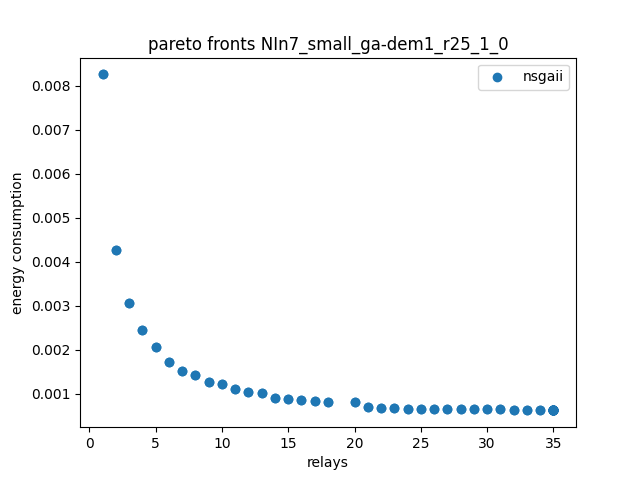 pareto fronts NIn7_small_ga-dem1_r25_1_0
nsgaii
0.008
0.007
0.006
0.005
0.004
0.003
0.002
0.001
energy consumption
0 5 10 15 20 25 30 35
relays